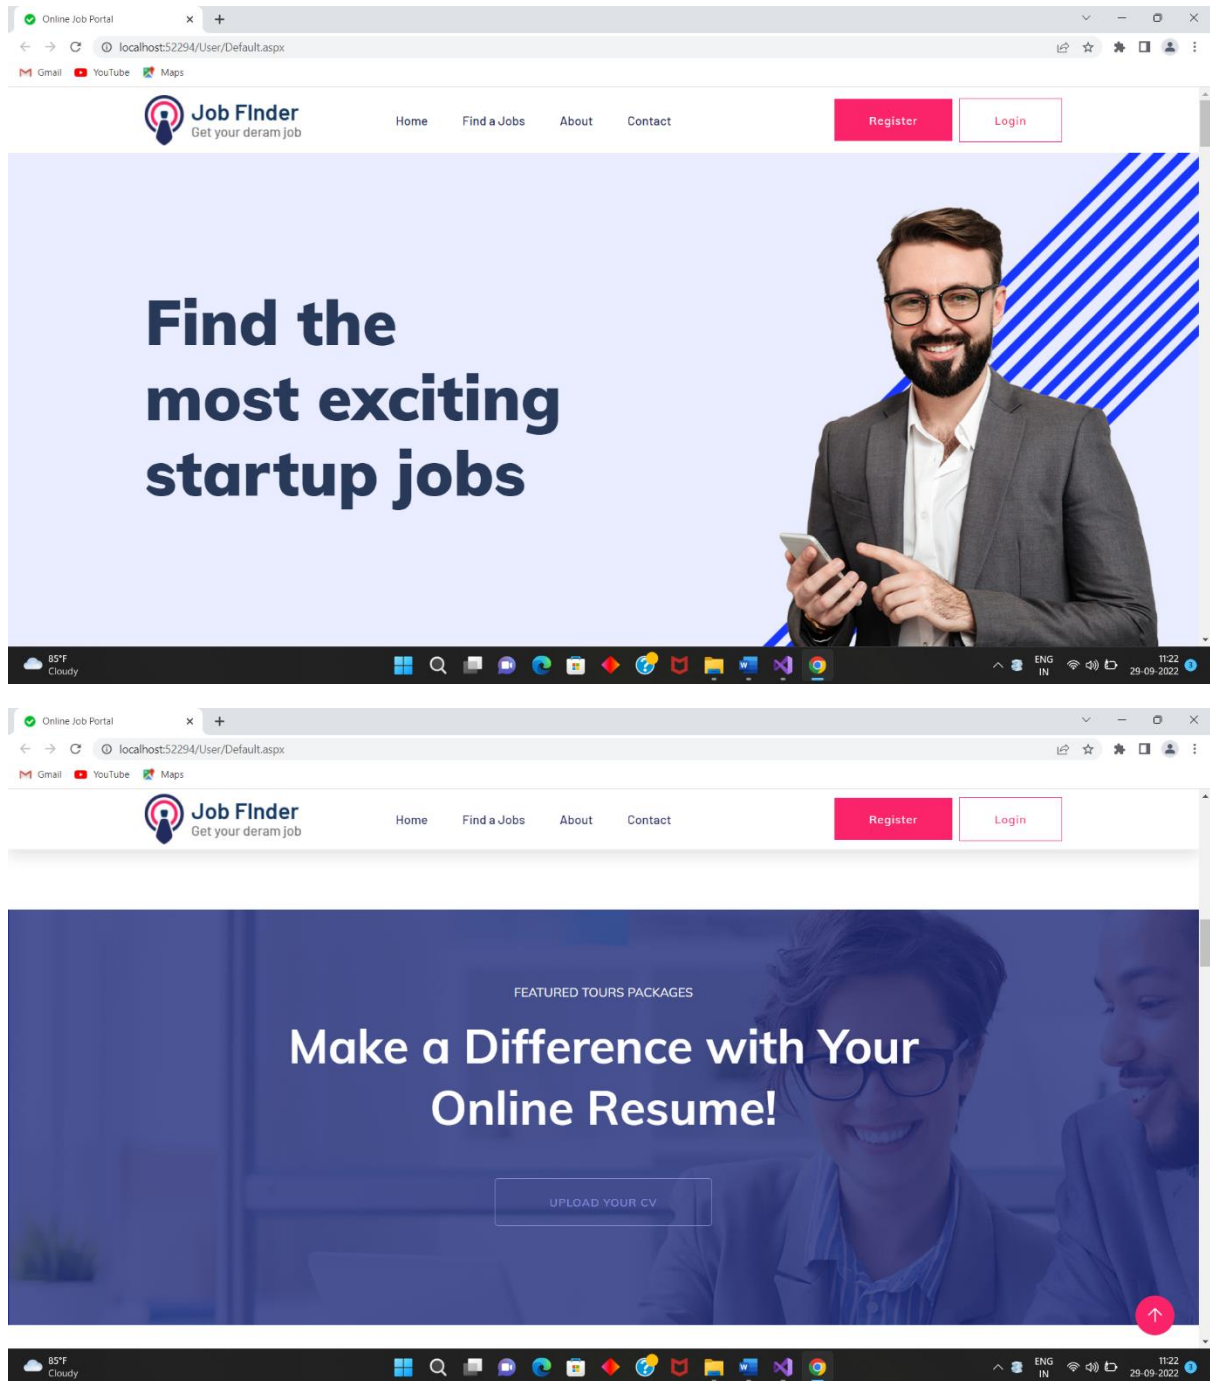 Online Job Portal
localhost:52294/User/Default.aspx
Gmail YouTube Maps
Job FInder
Get your deram job
Home Find a Jobs About Contact Register Login
Find the
most exciting
startup jobs
85°F
Cloudy
ENG
IN
11:22
29-09-2022
Online Job Portal
localhost:52294/User/Default.aspx
Gmail YouTube Maps
Job FInder
Get your deram job
Home Find a Jobs About Contact Register Login
FEATURED TOURS PACKAGES
Make a Difference with Your
Online Resume!
UPLOAD YOUR CV
85°F
Cloudy
ENG
IN
11:22
29-09-2022